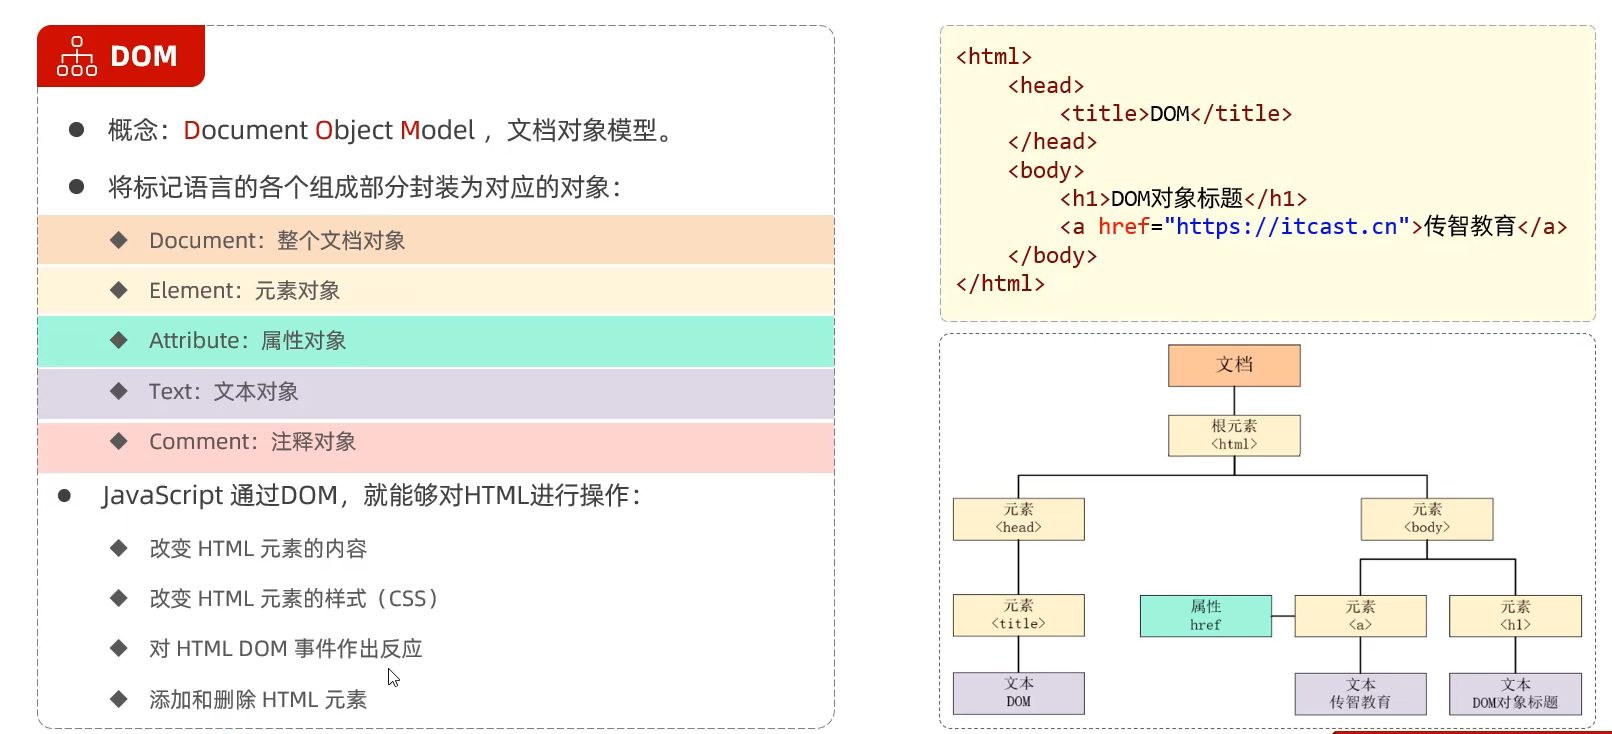 DOM
概念：Document Object Model ，文档对象模型。
将标记语言的各个组成部分封装为对应的对象：
Document：整个文档对象
Element：元素对象
Attribute：属性对象
Text：文本对象
Comment：注释对象
JavaScript 通过DOM，就能够对HTML进行操作：
改变 HTML 元素的内容
改变 HTML 元素的样式（CSS）
对 HTML DOM 事件作出反应
添加和删除 HTML 元素
<html>
<head>
<title>DOM</title>
</head>
<body>
<h1>DOM对象标题</h1>
<a href="https://itcast.cn">传智教育</a>
</body>
</html>
文档
根元素
<html>
元素
<head>
元素
<body>
元素
<title>
属性
href
元素
<a>
元素
<h1>
文本
DOM
文本
传智教育
文本
DOM对象标题